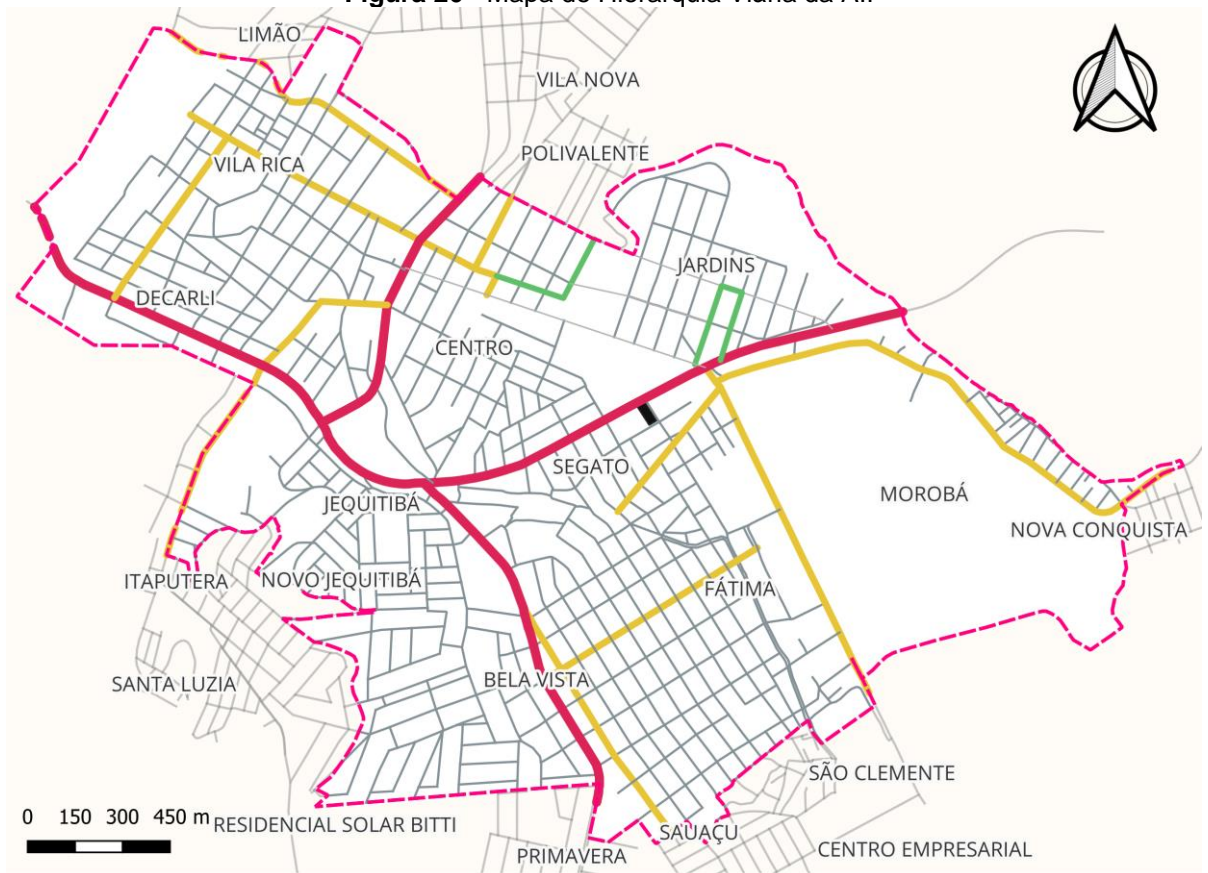 LIMÃO
VILA NOVA
POLIVALENTE
VILA RICA
JARDINS
DECARLI
CENTRO
SEGATO
MOROBÁ
JEQUITIBÁ
NOVA CONQUISTA
ITAPUTERA
NOVO JEQUITIBÁ
FÁTIMA
SANTA LUZIA
BELA VISTA
SÃO CLEMENTE
0 150 300 450 m
RESIDENCIAL SOLAR BITTI
SAUAÇU
PRIMAVERA
CENTRO EMPRESARIAL